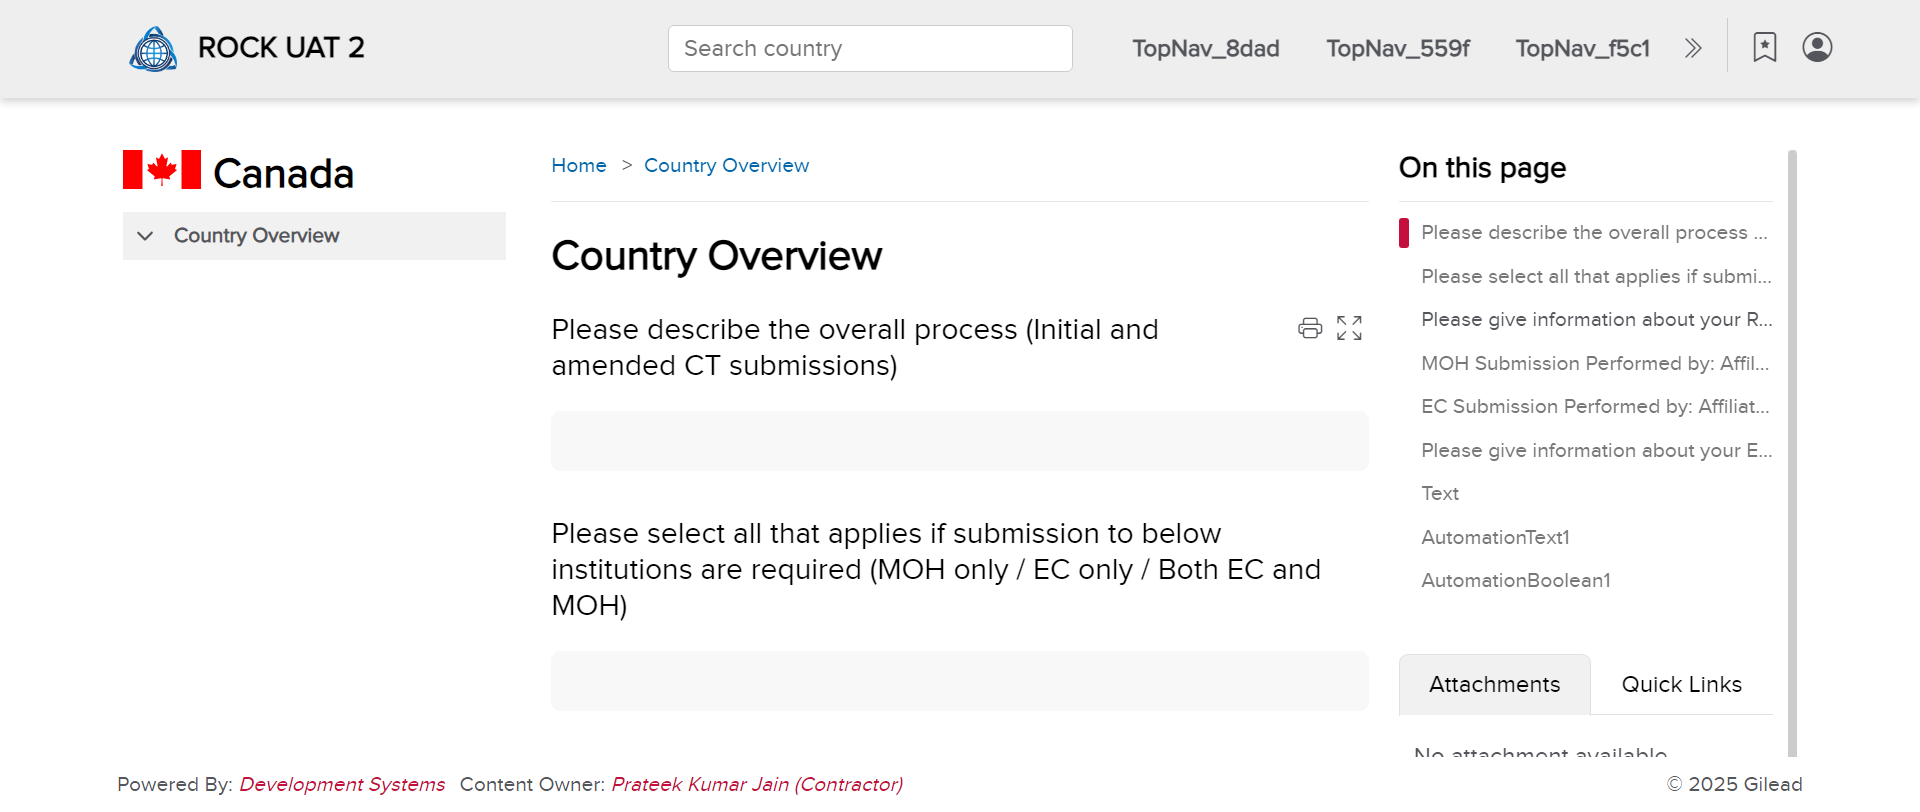 ROCK UAT 2
Search country
TopNav_8dad
TopNav_559f
TopNav_f5c1
Canada
Country Overview
Home > Country Overview
Country Overview
Please describe the overall process (Initial and
amended CT submissions)
Please select all that applies if submission to below
institutions are required (MOH only / EC only / Both EC and
MOH)
On this page
Please describe the overall process ...
Please select all that applies if submi...
Please give information about your R...
MOH Submission Performed by: Affil...
EC Submission Performed by: Affiliat...
Please give information about your E...
Text
AutomationText1
AutomationBoolean1
Attachments
Quick Links
No attachment available
Powered By: Development Systems Content Owner: Prateek Kumar Jain (Contractor)
© 2025 Gilead